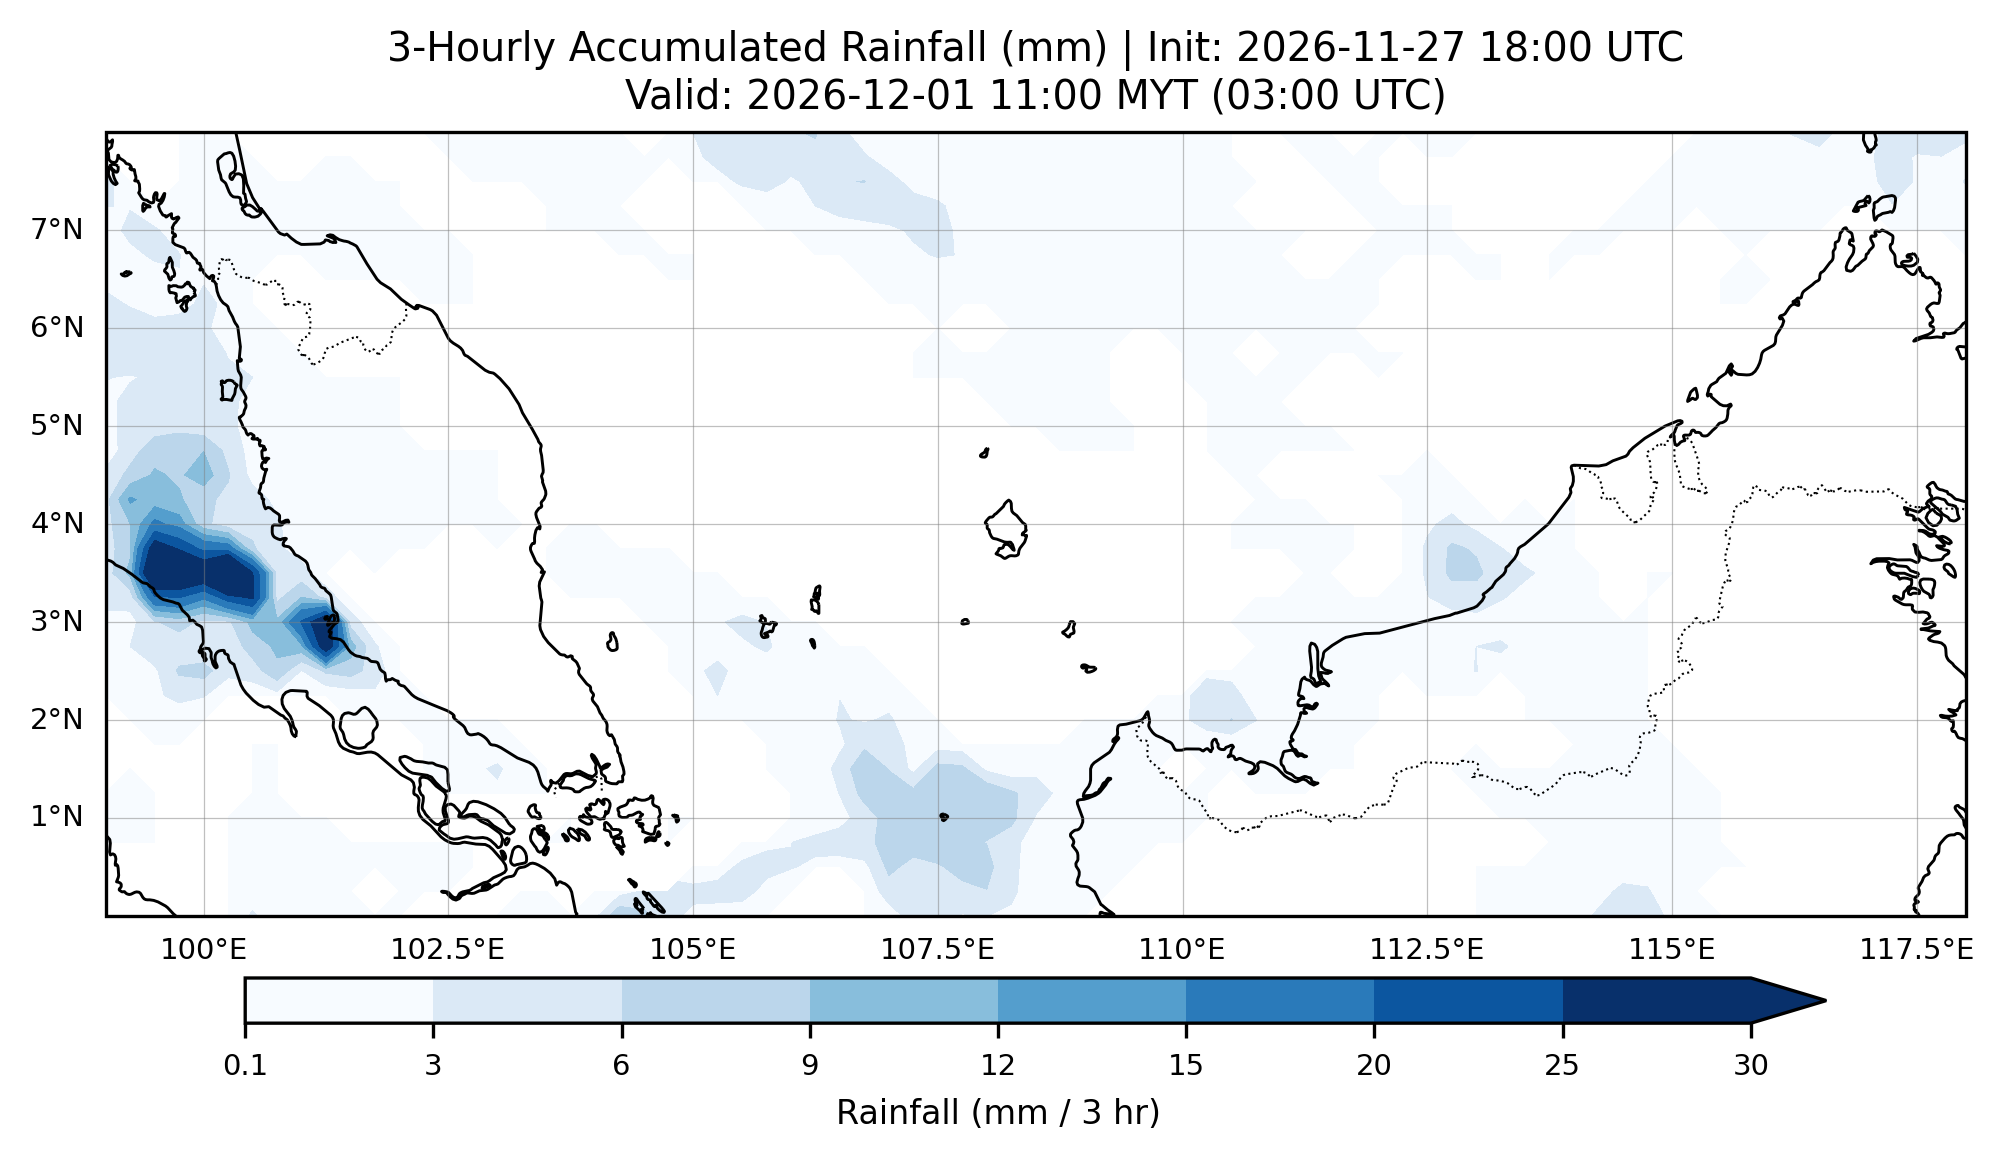 3-Hourly Accumulated Rainfall (mm) | Init: 2026-11-27 18:00 UTC
Valid: 2026-12-01 11:00 MYT (03:00 UTC)
7°N
6°N
5°N
4°N
3°N
2°N
1°N
100°E 102.5°E 105°E 107.5°E 110°E 112.5°E 115°E 117.5°E
0.1 3 6 9 12 15 20 25 30
Rainfall (mm / 3 hr)